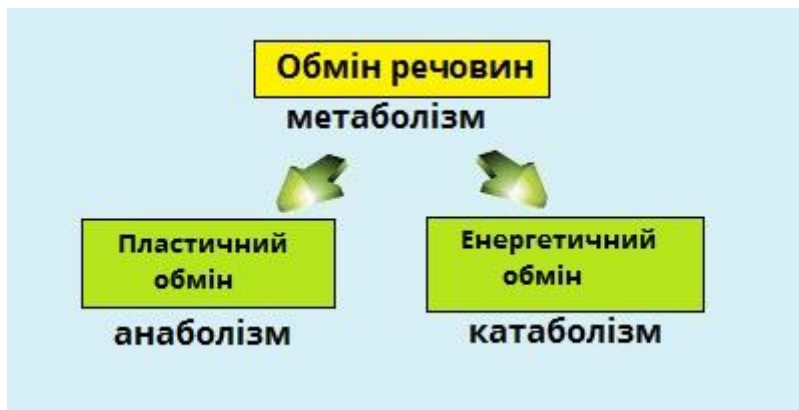 Обмін речовин
метаболізм
Пластичний
обмін
анаболізм
Енергетичний
обмін
катаболізм